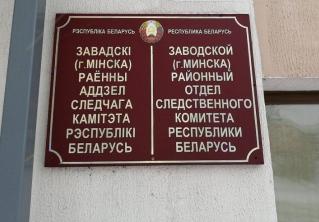 РЭСПУБЛІКА БЕЛАРУСЬ
ЗАВАДСКІ
(г.МІНСКА)
РАЁННЫ
АДДЗЕЛ
СЛЕДЧАГА
КАМІТЭТА
РЭСПУБЛІКІ
БЕЛАРУСЬ
РЕСПУБЛИКА БЕЛАРУСЬ
ЗАВОДСКОЙ
(г.МИНСКА)
РАЙОННЫЙ
ОТДЕЛ
СЛЕДСТВЕННОГО
КОМИТЕТА
РЕСПУБЛИКИ
БЕЛАРУСЬ